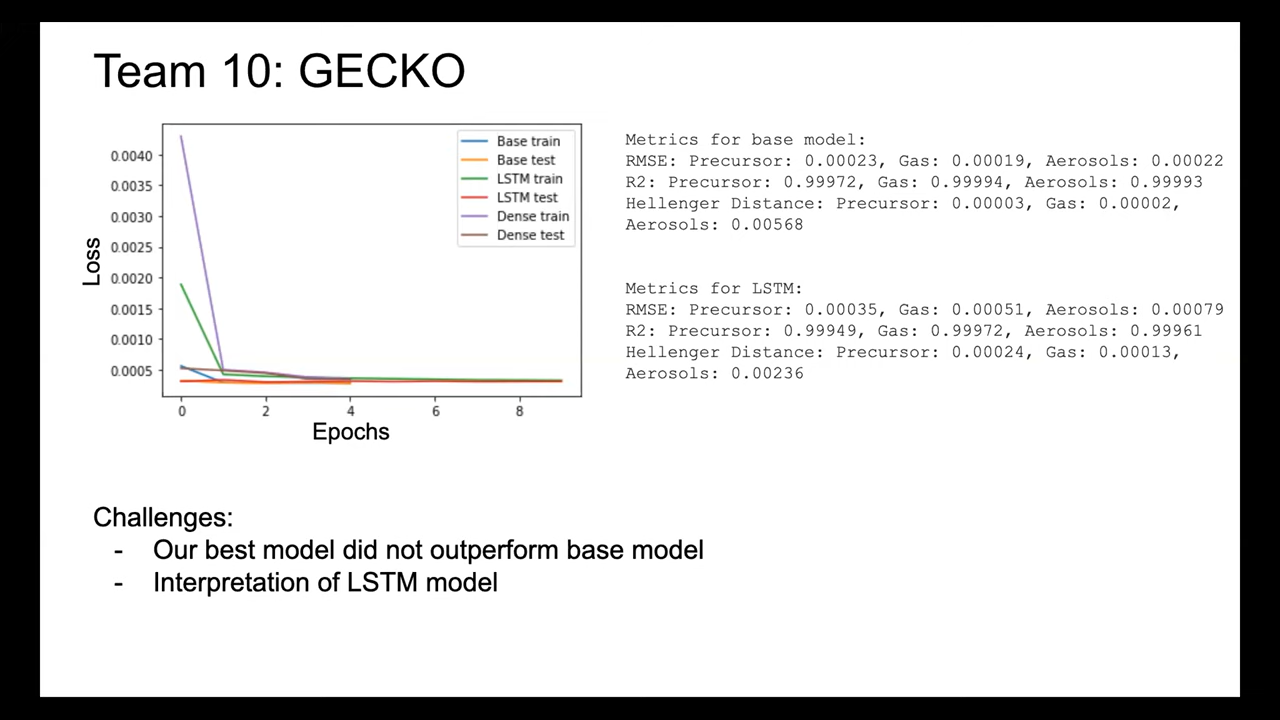 Team 10: GECKO
0.0040
0.0035
0.0030
0.0025
0.0020
0.0015
0.0010
0.0005
Loss
0 2 4 6 8
Epochs
Base train
Base test
LSTM train
LSTM test
Dense train
Dense test
Metrics for base model:
RMSE: Precursor: 0.00023, Gas: 0.00019, Aerosols: 0.00022
R2: Precursor: 0.99972, Gas: 0.99994, Aerosols: 0.99993
Hellenger Distance: Precursor: 0.00003, Gas: 0.00002,
Aerosols: 0.00568
Metrics for LSTM:
RMSE: Precursor: 0.00035, Gas: 0.00051, Aerosols: 0.00079
R2: Precursor: 0.99949, Gas: 0.99972, Aerosols: 0.99961
Hellenger Distance: Precursor: 0.00024, Gas: 0.00013,
Aerosols: 0.00236
Challenges:
- Our best model did not outperform base model
- Interpretation of LSTM model